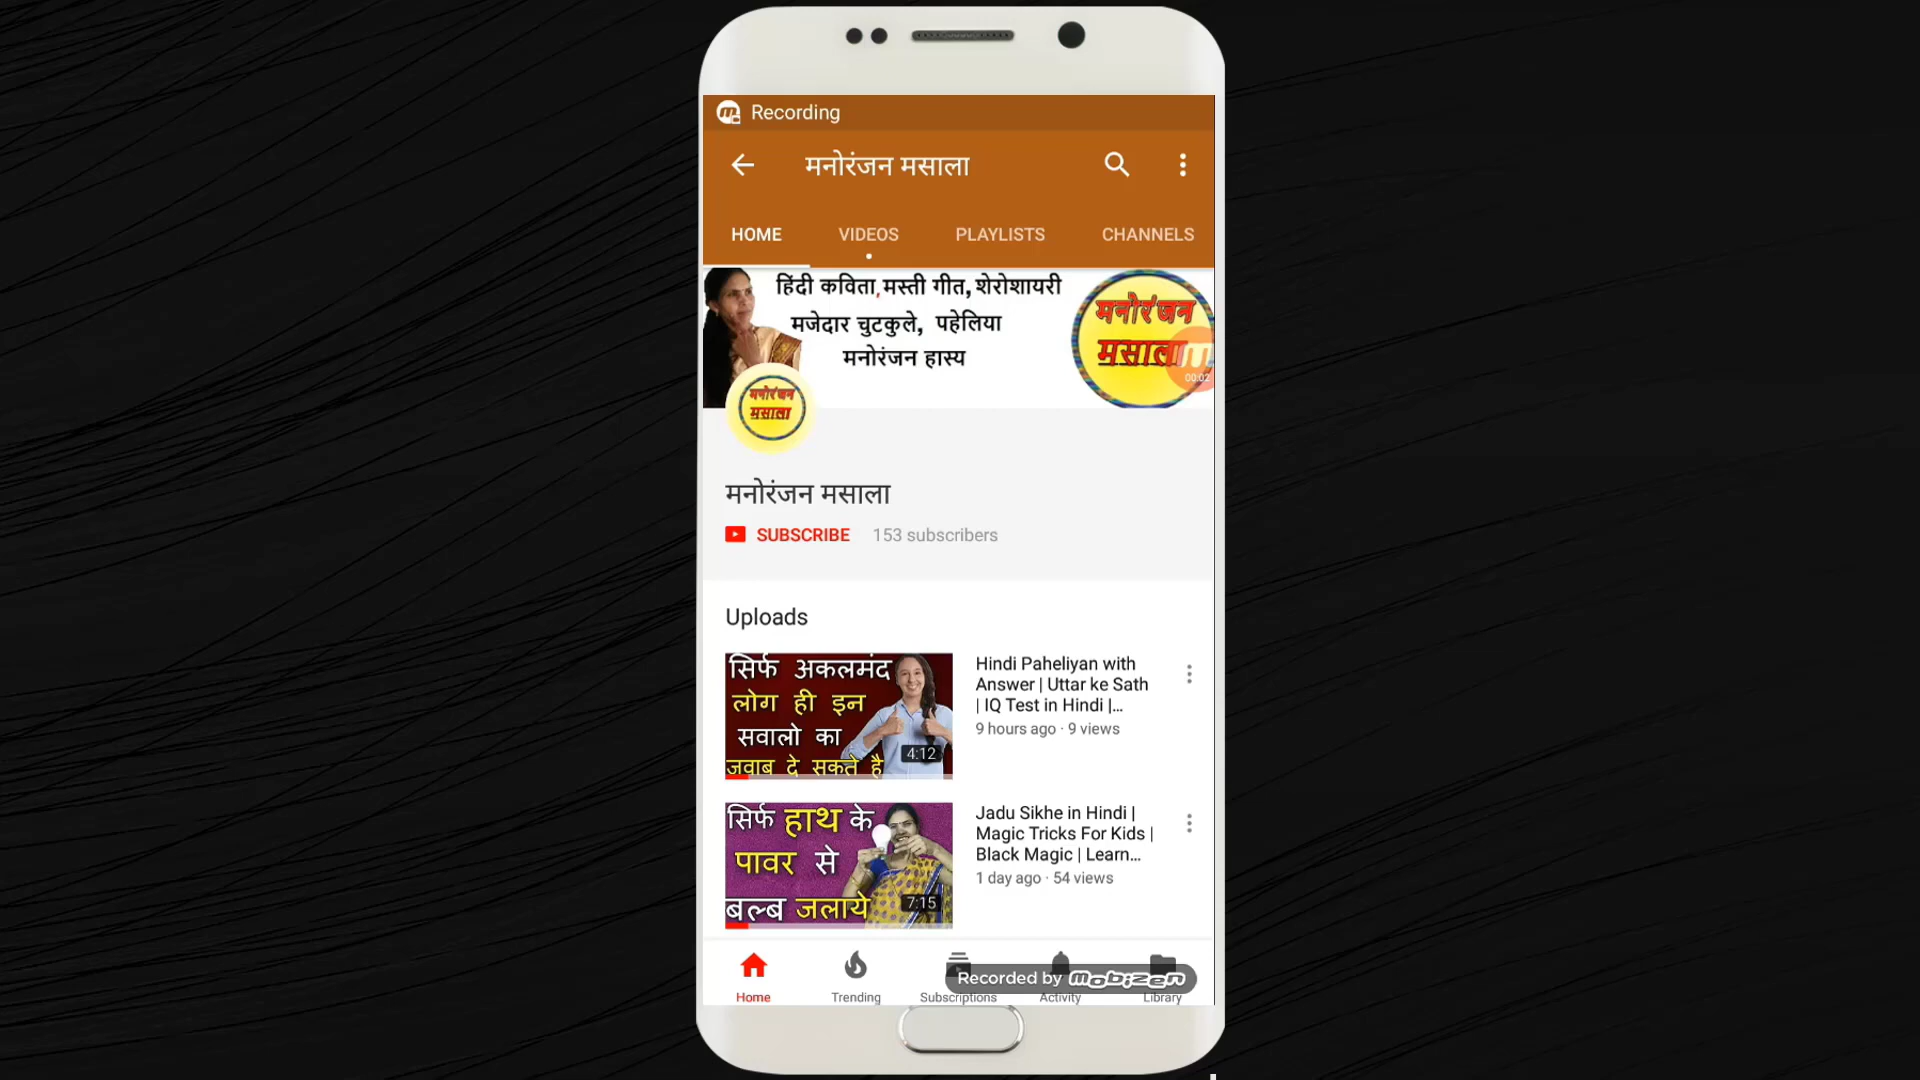 Recording
मनोरंजन मसाला
HOME VIDEOS PLAYLISTS CHANNELS
हिंदी कविता, मस्ती गीत, शेरोशायरी
मजेदार चुटकुले, पहेलिया
मनोरंजन हास्य
मनोरंजन
मसाला
00:02
मनोरंजन
मसाला
मनोरंजन मसाला
SUBSCRIBE 153 subscribers
Uploads
सिर्फ अकलमंद
लोग ही इन
सवालो का
जवाब दे सकते है
4:12
Hindi Paheliyan with
Answer | Uttar ke Sath
| IQ Test in Hindi |...
9 hours ago · 9 views
सिर्फ हाथ के
पावर से
बल्ब जलाये
7:15
Jadu Sikhe in Hindi |
Magic Tricks For Kids |
Black Magic | Learn...
1 day ago · 54 views
Recorded by mobizen
Home Trending Subscriptions Activity Library